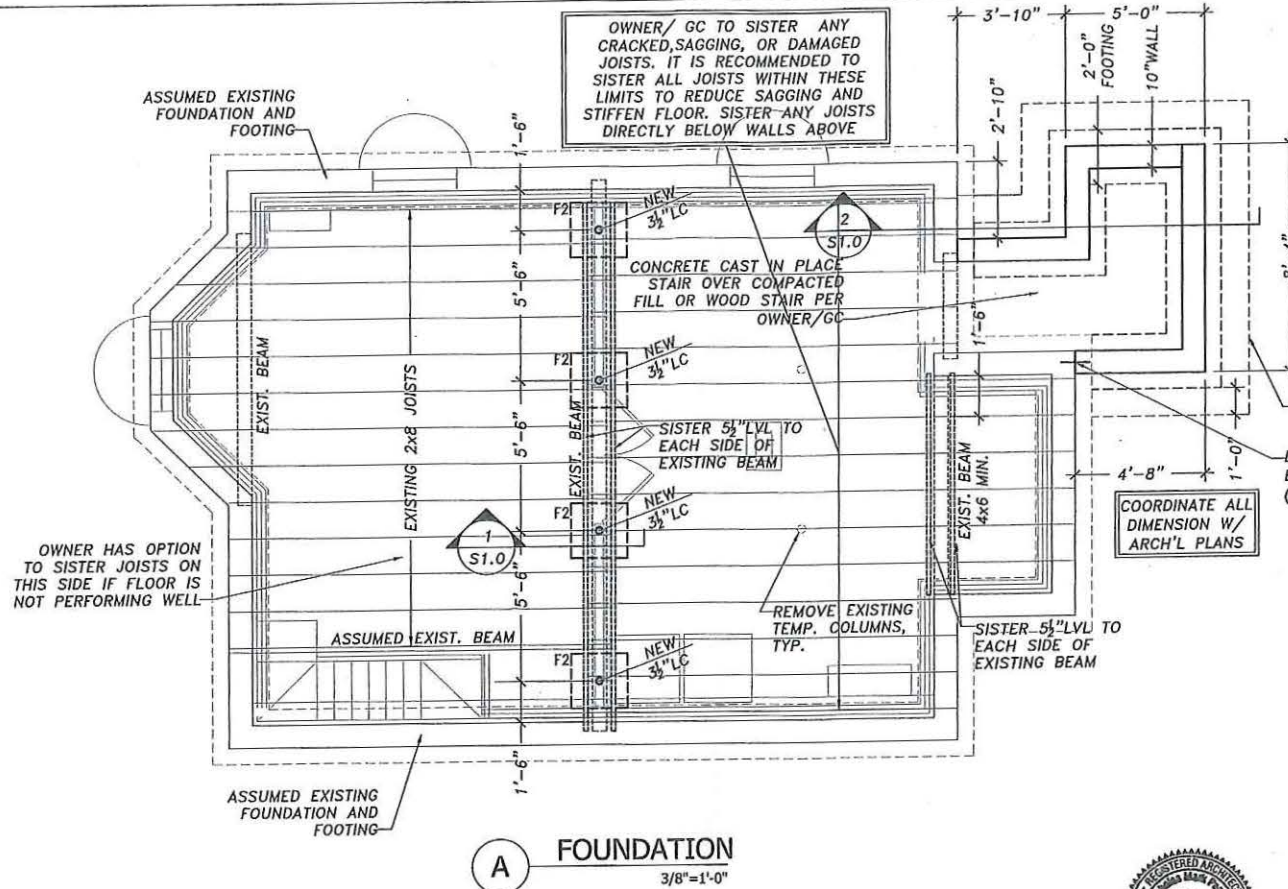 OWNER/ GC TO SISTER ANY
CRACKED,SAGGING, OR DAMAGED
JOISTS. IT IS RECOMMENDED TO
SISTER ALL JOISTS WITHIN THESE
LIMITS TO REDUCE SAGGING AND
STIFFEN FLOOR. SISTER ANY JOISTS
DIRECTLY BELOW WALLS ABOVE
3'-10"
5'-0"
2'-0"
FOOTING
10"WALL
2'-10"
ASSUMED EXISTING
FOUNDATION AND
FOOTING
1'-6"
F2
NEW
3½"LC
2
S1.0
5'-6"
CONCRETE CAST IN PLACE
STAIR OVER COMPACTED
FILL OR WOOD STAIR PER
OWNER/GC
1'-6"
EXIST. BEAM
EXISTING 2x8 JOISTS
F2
NEW
3½"LC
5'-6"
EXIST. BEAM
SISTER 5½"LVL TO
EACH SIDE OF
EXISTING BEAM
EXIST. BEAM
4x6 MIN.
4'-8"
1'-0"
COORDINATE ALL
DIMENSION W/
ARCH'L PLANS
1
S1.0
F2
NEW
3½"LC
OWNER HAS OPTION
TO SISTER JOISTS ON
THIS SIDE IF FLOOR IS
NOT PERFORMING WELL
5'-6"
REMOVE EXISTING
TEMP. COLUMNS,
TYP.
SISTER 5½"LVL TO
EACH SIDE OF
EXISTING BEAM
ASSUMED EXIST. BEAM
F2
NEW
3½"LC
1'-6"
ASSUMED EXISTING
FOUNDATION AND
FOOTING
A
FOUNDATION
3/8"=1'-0"
REGISTERED ARCHITE
Mark